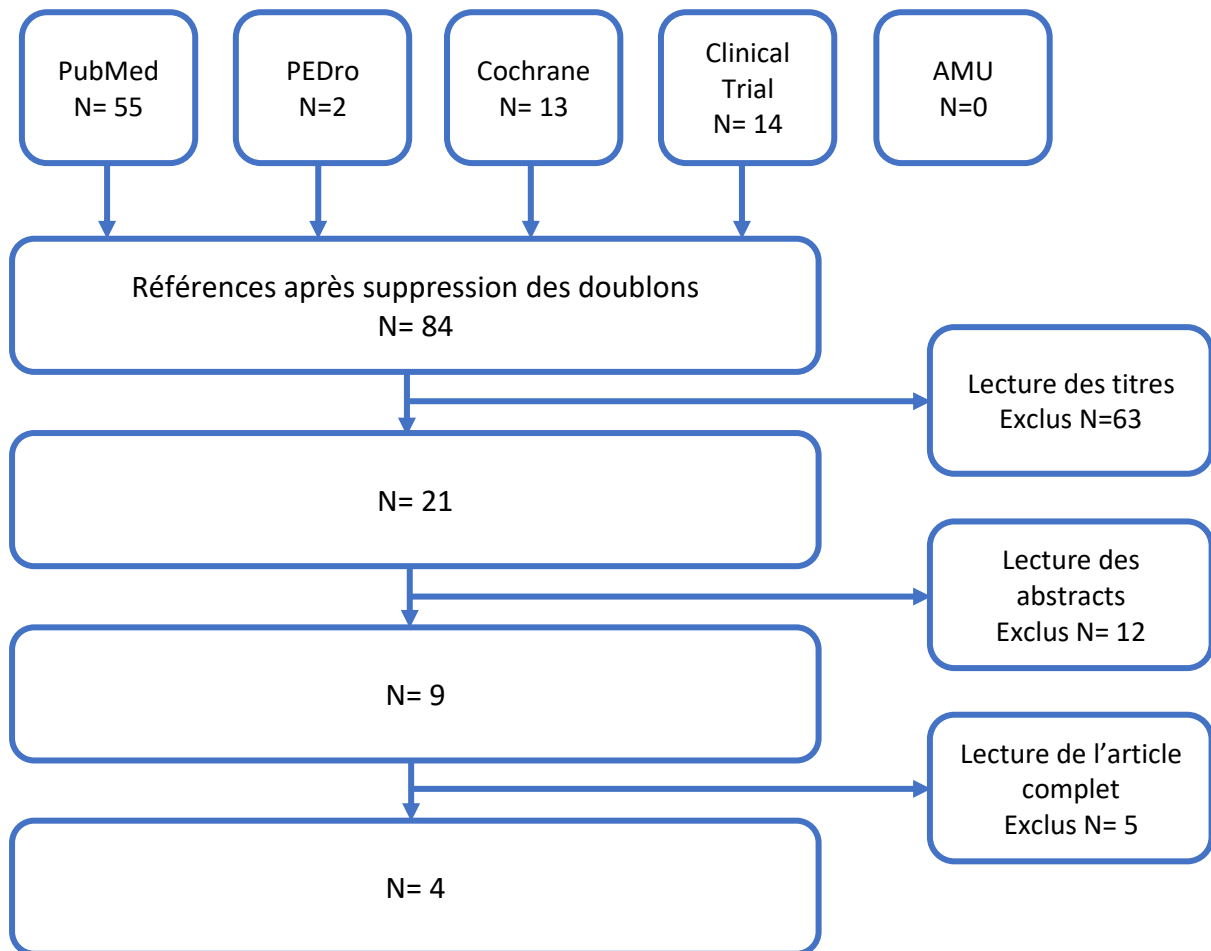 PubMed
N= 55
PEDro
N=2
Cochrane
N= 13
Clinical
Trial
N= 14
AMU
N=0
Références après suppression des doublons
N= 84
Lecture des titres
Exclus N=63
N= 21
Lecture des
abstracts
Exclus N= 12
N= 9
Lecture de l’article
complet
Exclus N= 5
N= 4